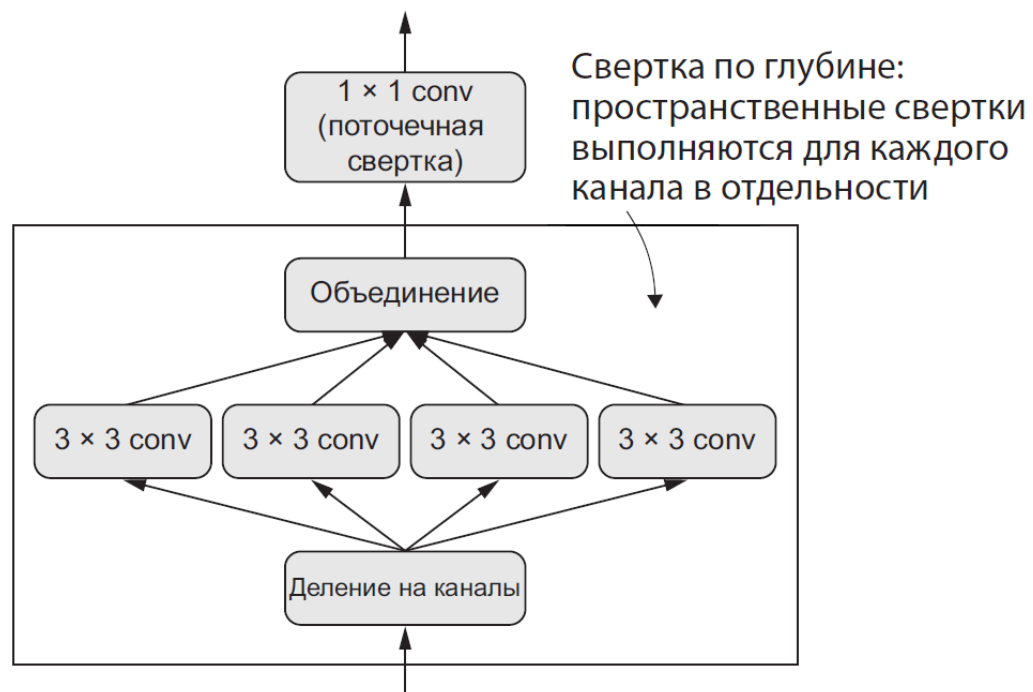 1 × 1 conv
(поточечная
свертка)
Свертка по глубине:
пространственные свертки
выполняются для каждого
канала в отдельности
Объединение
3 × 3 conv
3 × 3 conv
3 × 3 conv
3 × 3 conv
Деление на каналы